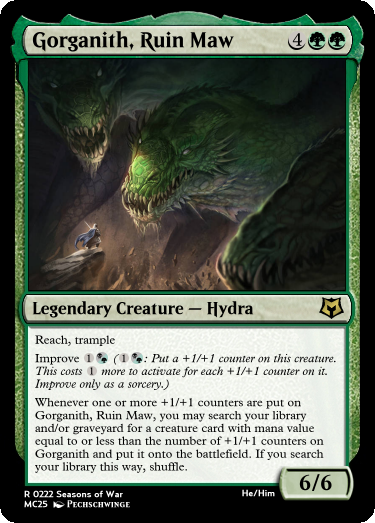 Gorganith, Ruin Maw 4
Legendary Creature — Hydra
Reach, trample
Improve 1 (1: Put a +1/+1 counter on this creature.
This costs 1 more to activate for each +1/+1 counter on it.
Improve only as a sorcery.)
Whenever one or more +1/+1 counters are put on
Gorganith, Ruin Maw, you may search your library
and/or graveyard for a creature card with mana value
equal to or less than the number of +1/+1 counters on
Gorganith and put it onto the battlefield. If you search
your library this way, shuffle.
6/6
R 0222 Seasons of War He/Him
MC25 Pechschwinge